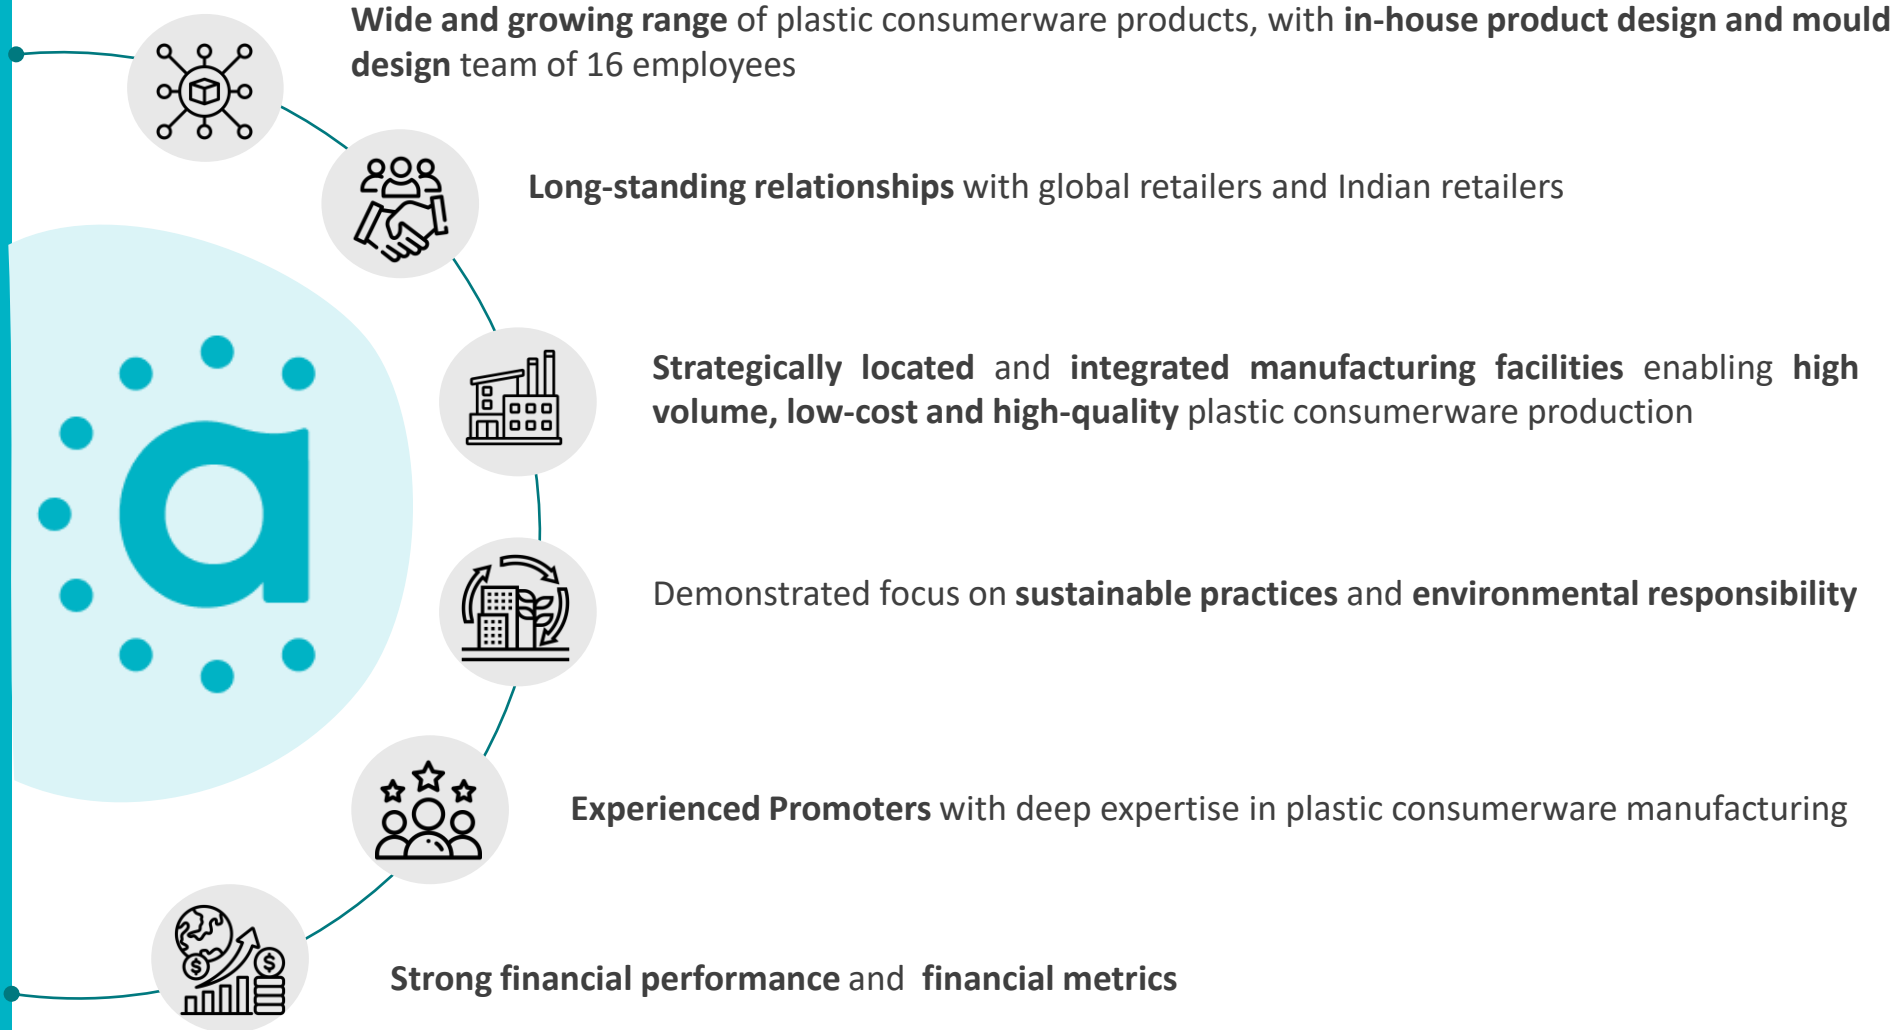 Wide and growing range of plastic consumerware products, with in-house product design and mould
design team of 16 employees
Long-standing relationships with global retailers and Indian retailers
Strategically located and integrated manufacturing facilities enabling high
volume, low-cost and high-quality plastic consumerware production
Demonstrated focus on sustainable practices and environmental responsibility
Experienced Promoters with deep expertise in plastic consumerware manufacturing
Strong financial performance and financial metrics
a